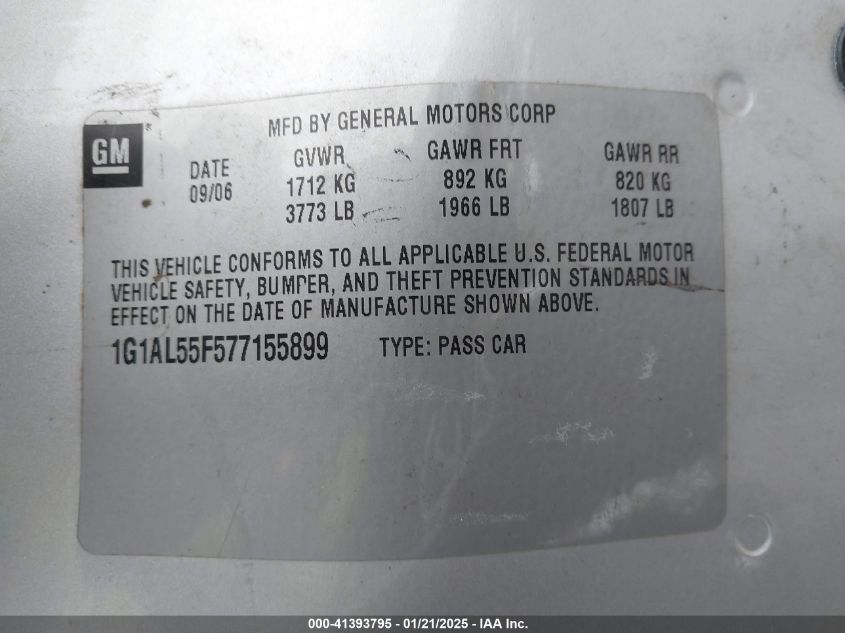 MFD BY GENERAL MOTORS CORP
GM
DATE GVWR GAWR FRT GAWR RR
09/06 1712 KG 892 KG 820 KG
3773 LB 1966 LB 1807 LB
THIS VEHICLE CONFORMS TO ALL APPLICABLE U.S. FEDERAL MOTOR
VEHICLE SAFETY, BUMPER, AND THEFT PREVENTION STANDARDS IN
EFFECT ON THE DATE OF MANUFACTURE SHOWN ABOVE.
1G1AL55F577155899 TYPE: PASS CAR
000-41393795 - 01/21/2025 - IAA Inc.